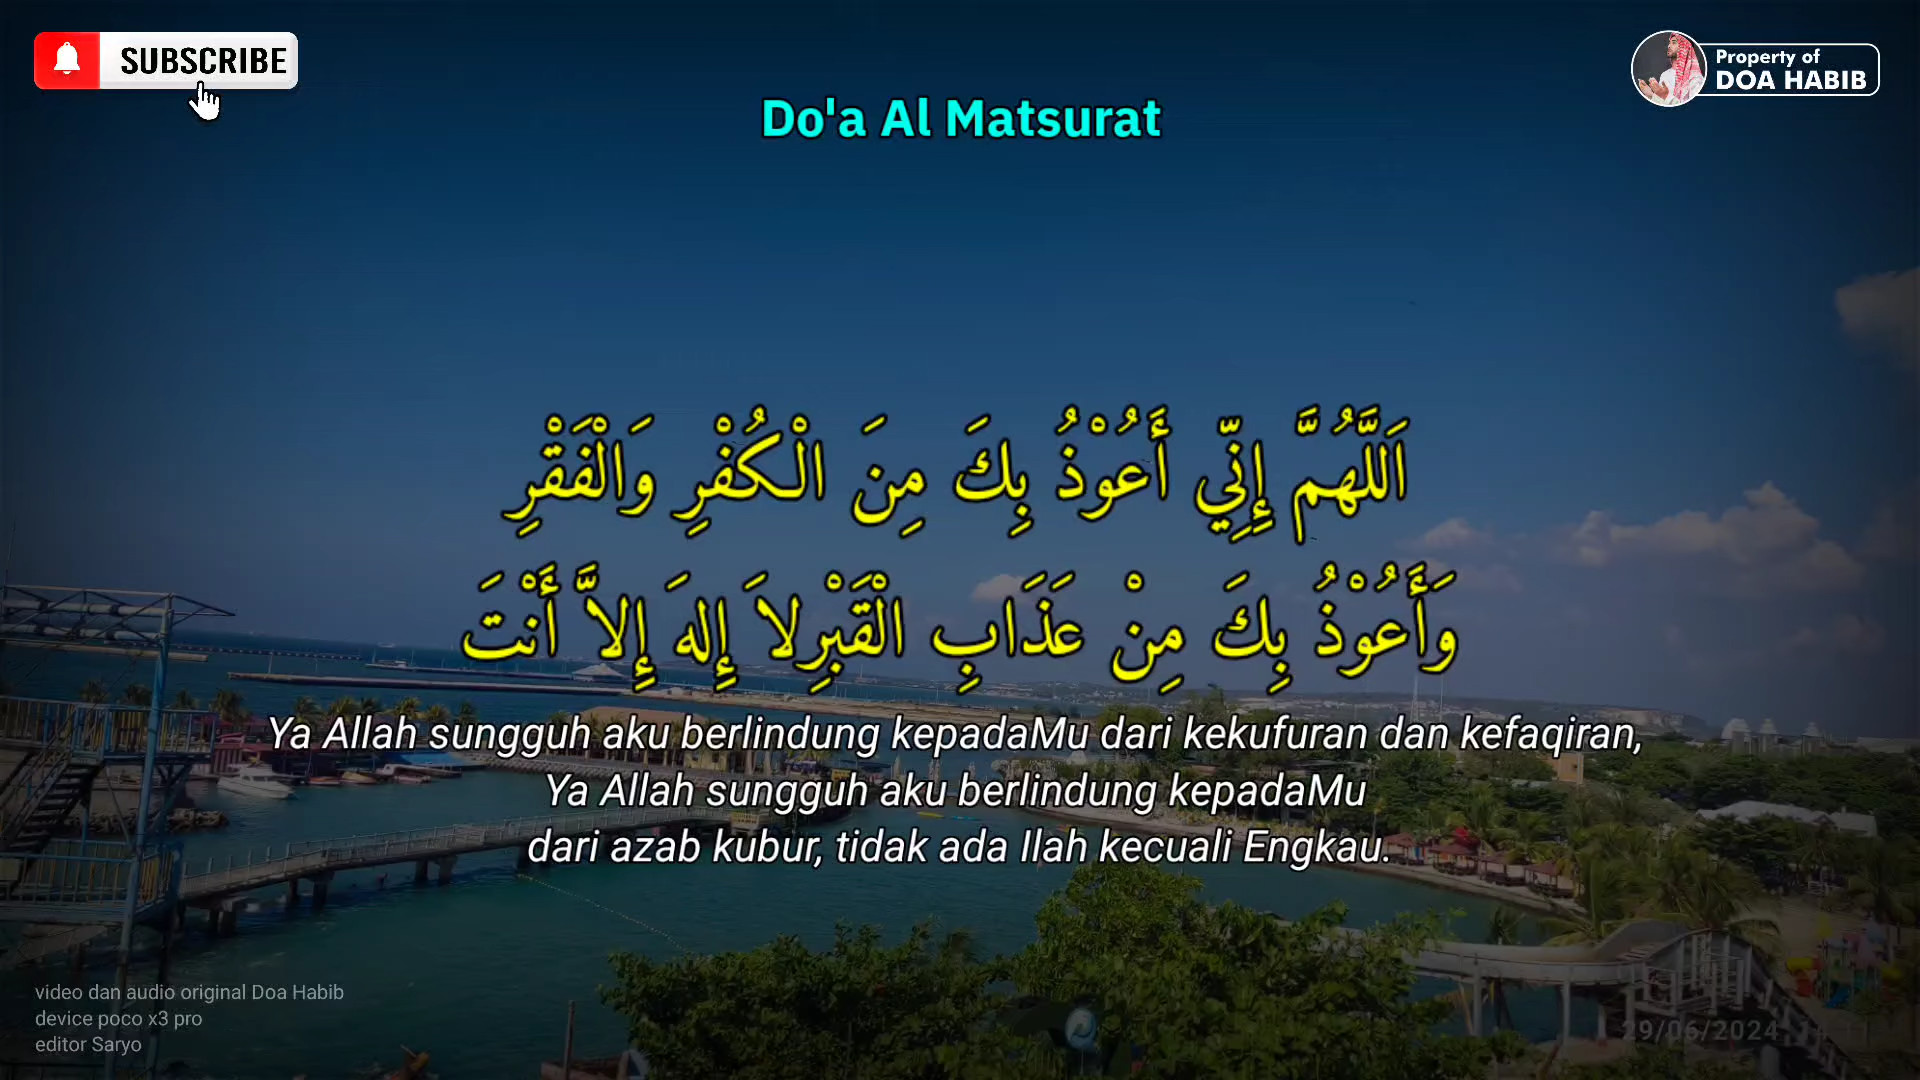 SUBSCRIBE
Property of
DOA HABIB
Do'a Al Matsurat
اَللَّهُمَّ إِنِّي أَعُوْذُ بِكَ مِنَ الْكُفْرِ وَالْفَقْرِ
وَأَعُوْذُ بِكَ مِنْ عَذَابِ الْقَبْرِلاَ إِلهَ إِلاَّ أَنْتَ
Ya Allah sungguh aku berlindung kepadaMu dari kekufuran dan kefaqiran,
Ya Allah sungguh aku berlindung kepadaMu
dari azab kubur, tidak ada Ilah kecuali Engkau.
video dan audio original Doa Habib
device poco x3 pro
editor Saryo
29/06/2024